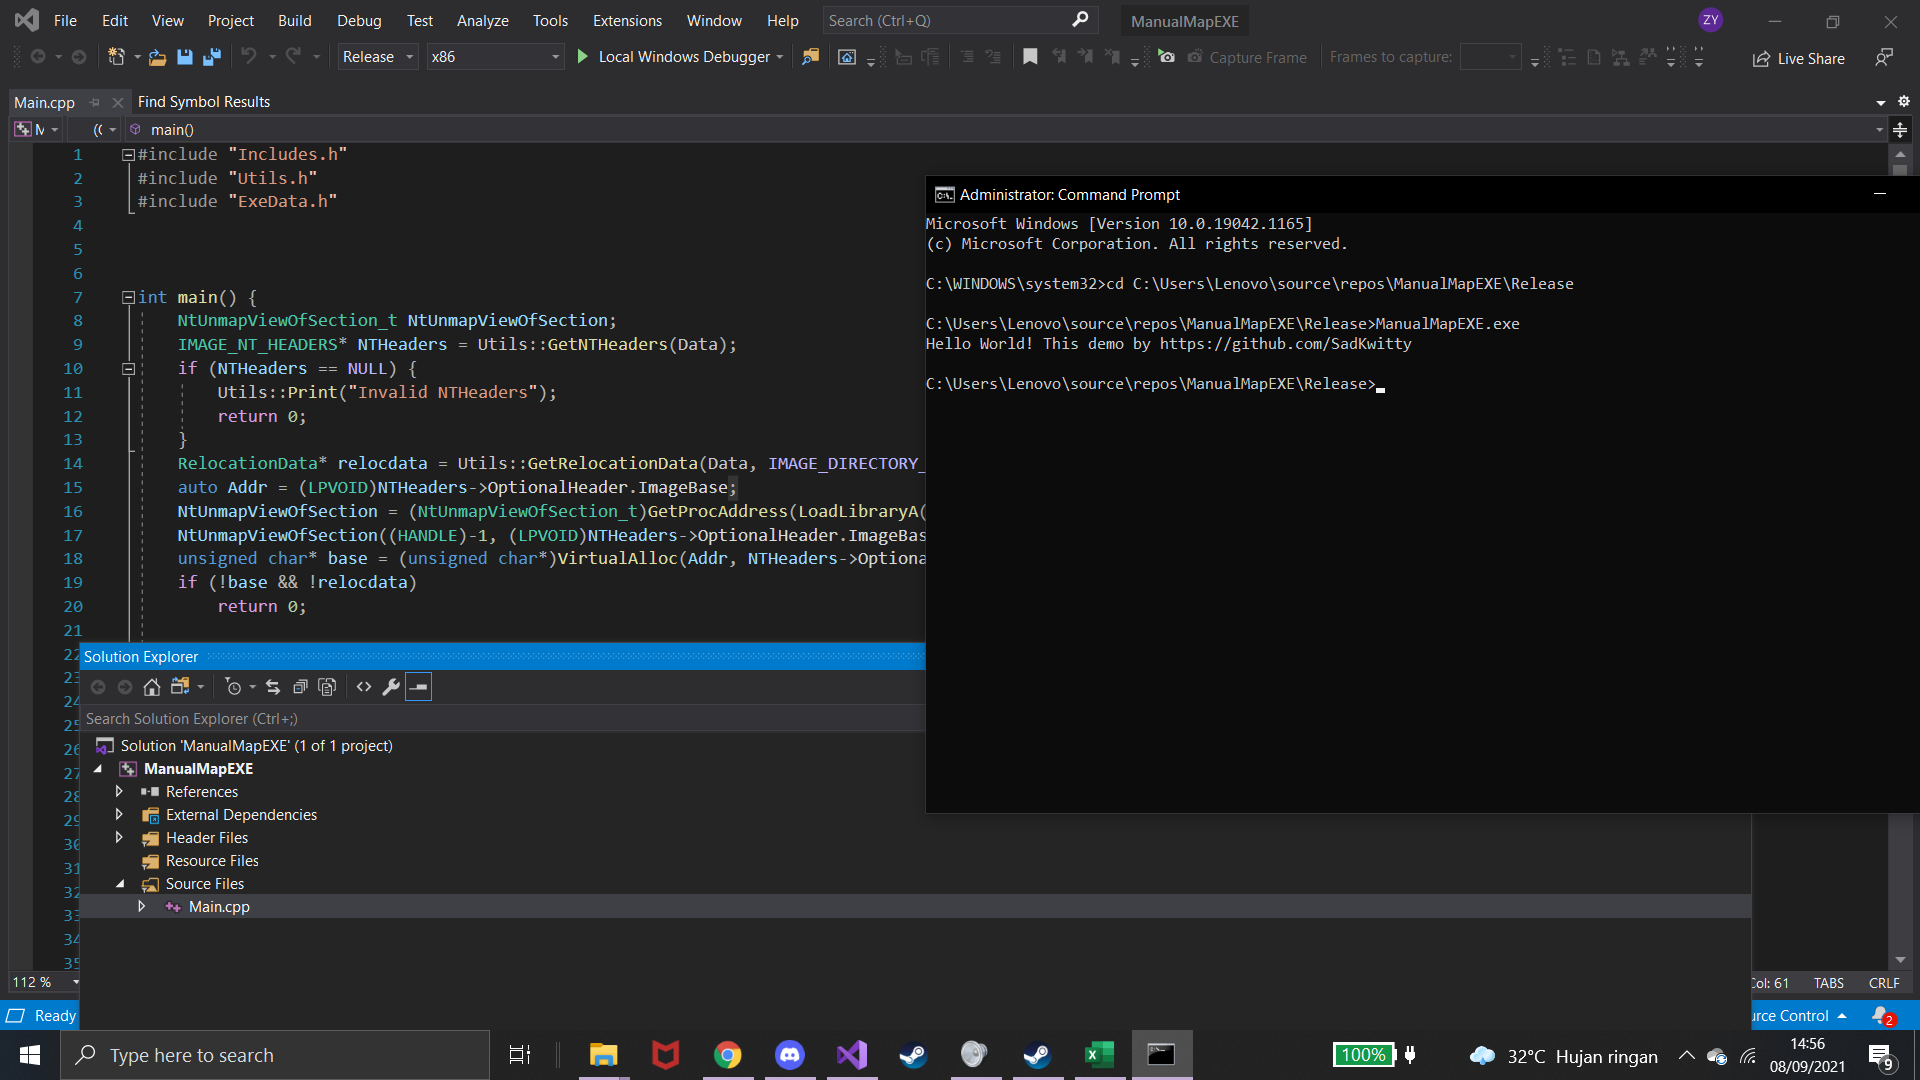 File Edit View Project Build Debug Test Analyze Tools Extensions Window Help Search (Ctrl+Q) ManualMapEXE ZY
Release x86 Local Windows Debugger Capture Frame Frames to capture: Live Share
Main.cpp Find Symbol Results
main()
1 #include "Includes.h"
2 #include "Utils.h"
3 #include "ExeData.h"
4
5
6
7 int main() {
8 NtUnmapViewOfSection_t NtUnmapViewOfSection;
9 IMAGE_NT_HEADERS* NTHeaders = Utils::GetNTHeaders(Data);
10 if (NTHeaders == NULL) {
11 Utils::Print("Invalid NTHeaders");
12 return 0;
13 }
14 RelocationData* relocdata = Utils::GetRelocationData(Data, IMAGE_DIRECTORY_
15 auto Addr = (LPVOID)NTHeaders->OptionalHeader.ImageBase;
16 NtUnmapViewOfSection = (NtUnmapViewOfSection_t)GetProcAddress(LoadLibraryA(
17 NtUnmapViewOfSection((HANDLE)-1, (LPVOID)NTHeaders->OptionalHeader.ImageBas
18 unsigned char* base = (unsigned char*)VirtualAlloc(Addr, NTHeaders->Optiona
19 if (!base && !relocdata)
20 return 0;
21
22
23
24
25
26
27
28
29
30
31
32
33
34
35
Administrator: Command Prompt
Microsoft Windows [Version 10.0.19042.1165]
(c) Microsoft Corporation. All rights reserved.
C:\WINDOWS\system32>cd C:\Users\Lenovo\source\repos\ManualMapEXE\Release
C:\Users\Lenovo\source\repos\ManualMapEXE\Release>ManualMapEXE.exe
Hello World! This demo by https://github.com/SadKwitty
C:\Users\Lenovo\source\repos\ManualMapEXE\Release>
Solution Explorer
Search Solution Explorer (Ctrl+;)
Solution 'ManualMapEXE' (1 of 1 project)
ManualMapEXE
References
External Dependencies
Header Files
Resource Files
Source Files
Main.cpp
112 % Col: 61 TABS CRLF
Ready rce Control 2
Type here to search 100% 32°C Hujan ringan 14:56
08/09/2021 9